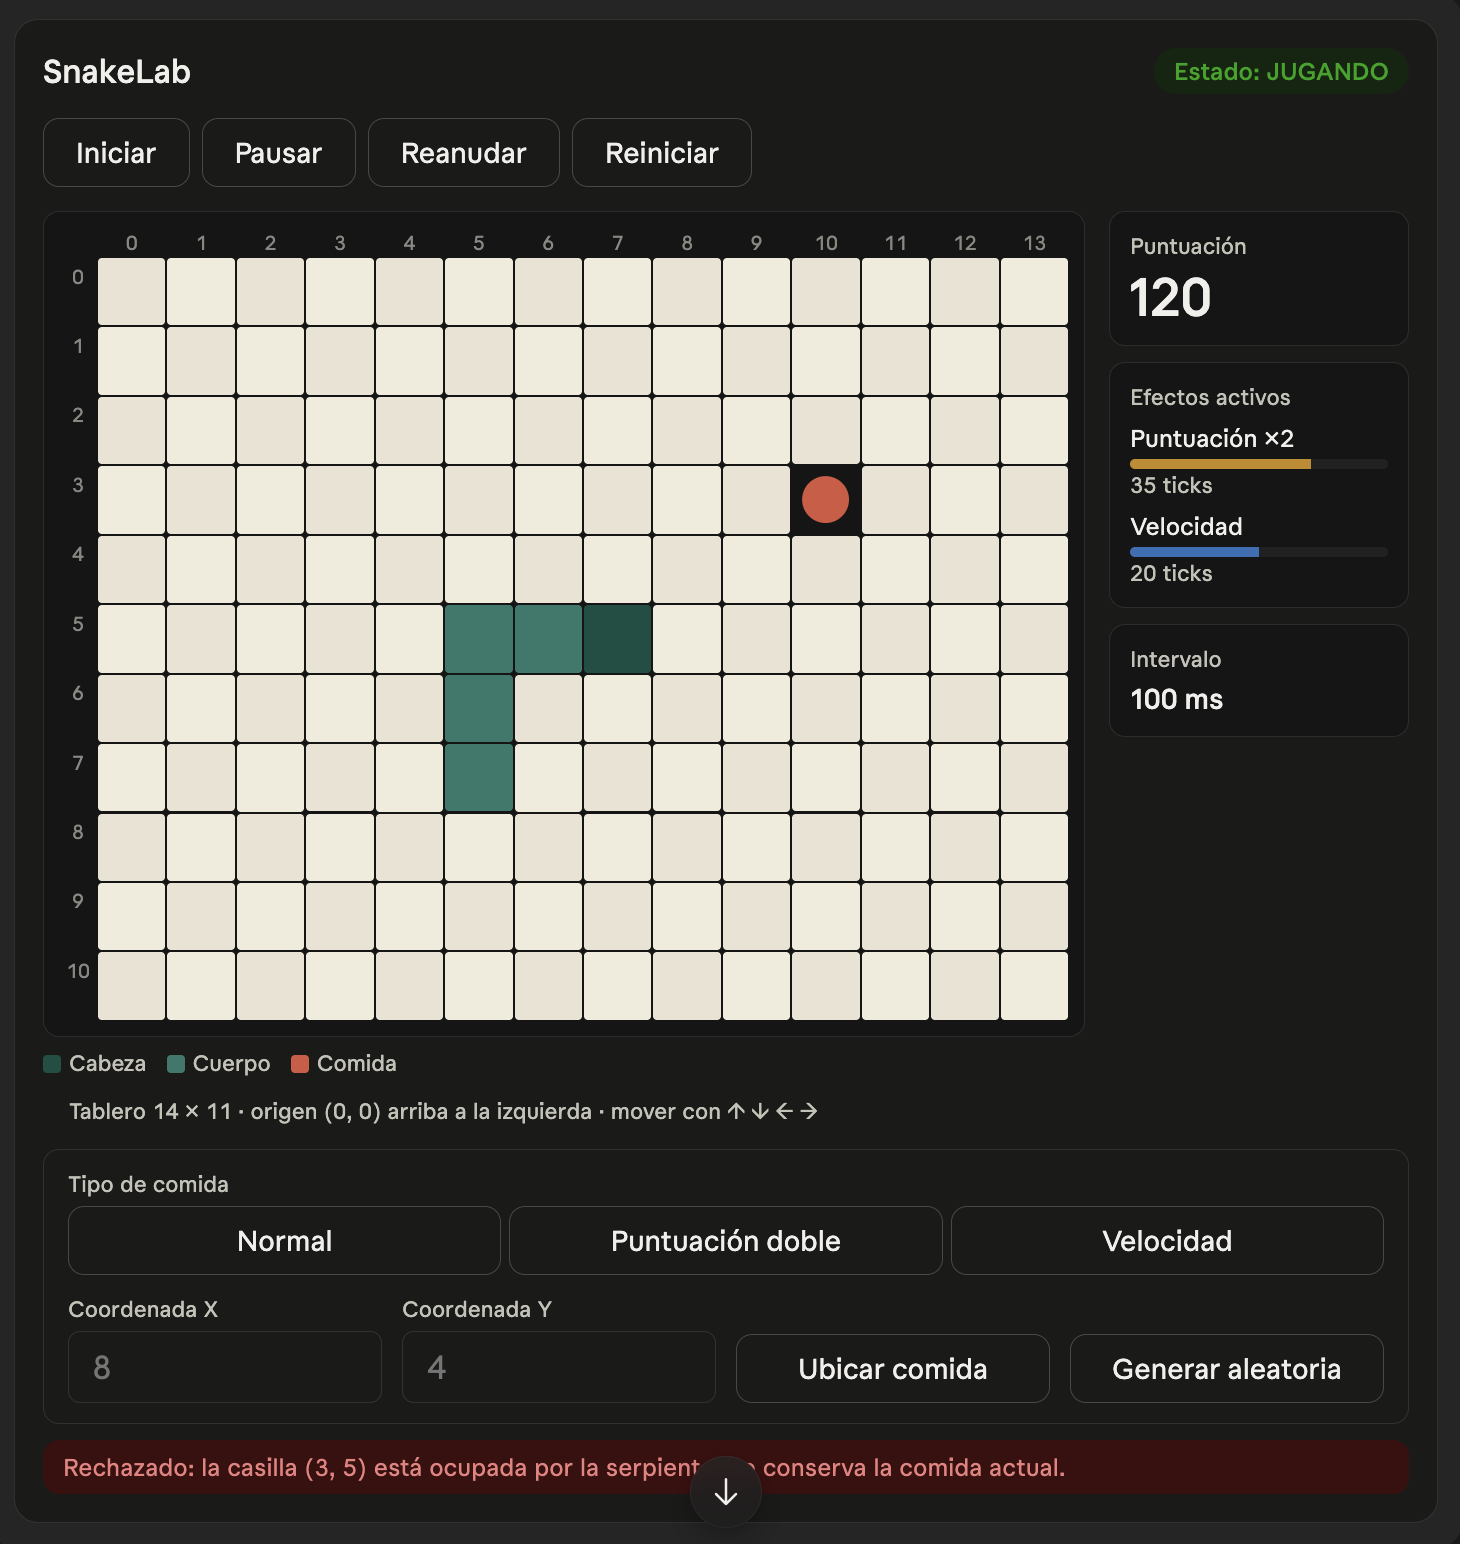 SnakeLab
Estado: JUGANDO
Iniciar Pausar Reanudar Reiniciar
0 1 2 3 4 5 6 7 8 9 10 11 12 13
0
1
2
3
4
5
6
7
8
9
10
Puntuación
120
Efectos activos
Puntuación ×2
35 ticks
Velocidad
20 ticks
Intervalo
100 ms
Cabeza Cuerpo Comida
Tablero 14 × 11 · origen (0, 0) arriba a la izquierda · mover con ↑ ↓ ← →
Tipo de comida
Normal Puntuación doble Velocidad
Coordenada X Coordenada Y
8 4 Ubicar comida Generar aleatoria
Rechazado: la casilla (3, 5) está ocupada por la conserva la comida actual.